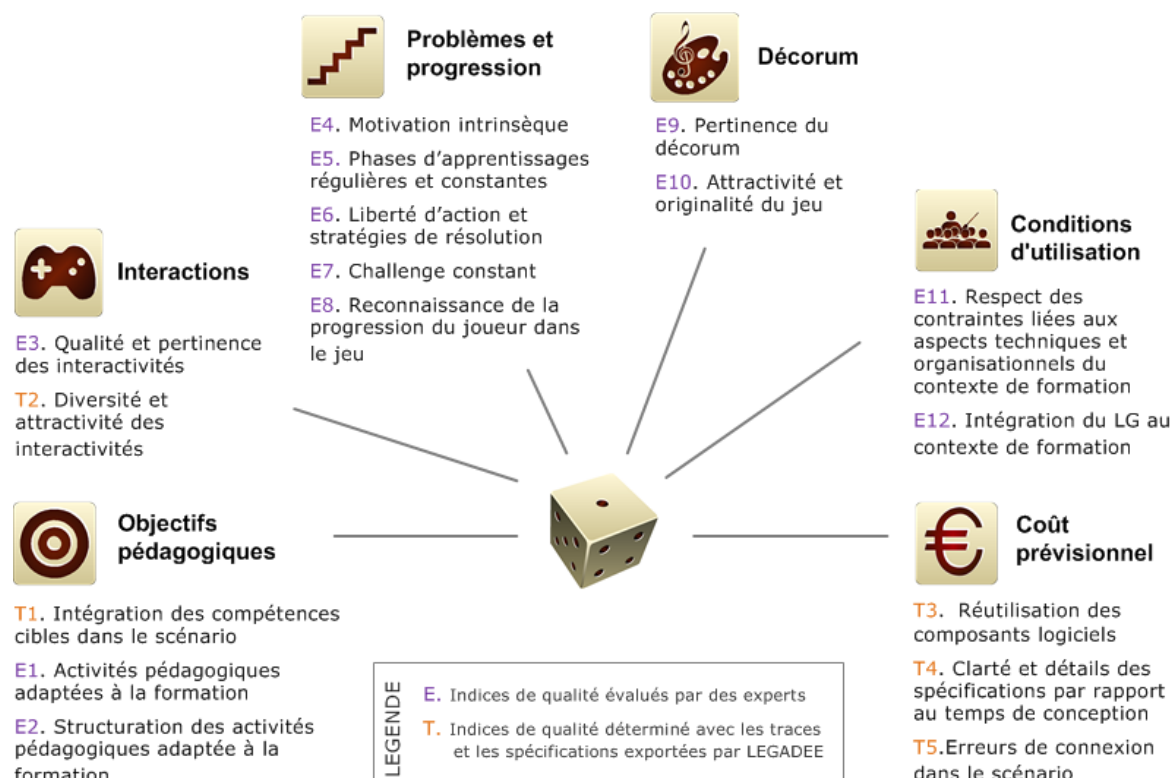 Problèmes et
progression
E4. Motivation intrinsèque
E5. Phases d'apprentissages
régulières et constantes
E6. Liberté d'action et
stratégies de résolution
E7. Challenge constant
E8. Reconnaissance de la
progression du joueur dans
le jeu
Décorum
E9. Pertinence du
décorum
E10. Attractivité et
originalité du jeu
Interactions
E3. Qualité et pertinence
des interactivités
T2. Diversité et
attractivité des
interactivités
Conditions
d'utilisation
E11. Respect des
contraintes liées aux
aspects techniques et
organisationnels du
contexte de formation
E12. Intégration du LG au
contexte de formation
Objectifs
pédagogiques
T1. Intégration des compétences
cibles dans le scénario
E1. Activités pédagogiques
adaptées à la formation
E2. Structuration des activités
pédagogiques adaptée à la
formation
Coût
prévisionnel
T3. Réutilisation des
composants logiciels
T4. Clarté et détails des
spécifications par rapport
au temps de conception
T5.Erreurs de connexion
dans le scénario
LEGENDE
E. Indices de qualité évalués par des experts
T. Indices de qualité déterminé avec les traces
et les spécifications exportées par LEGADEE